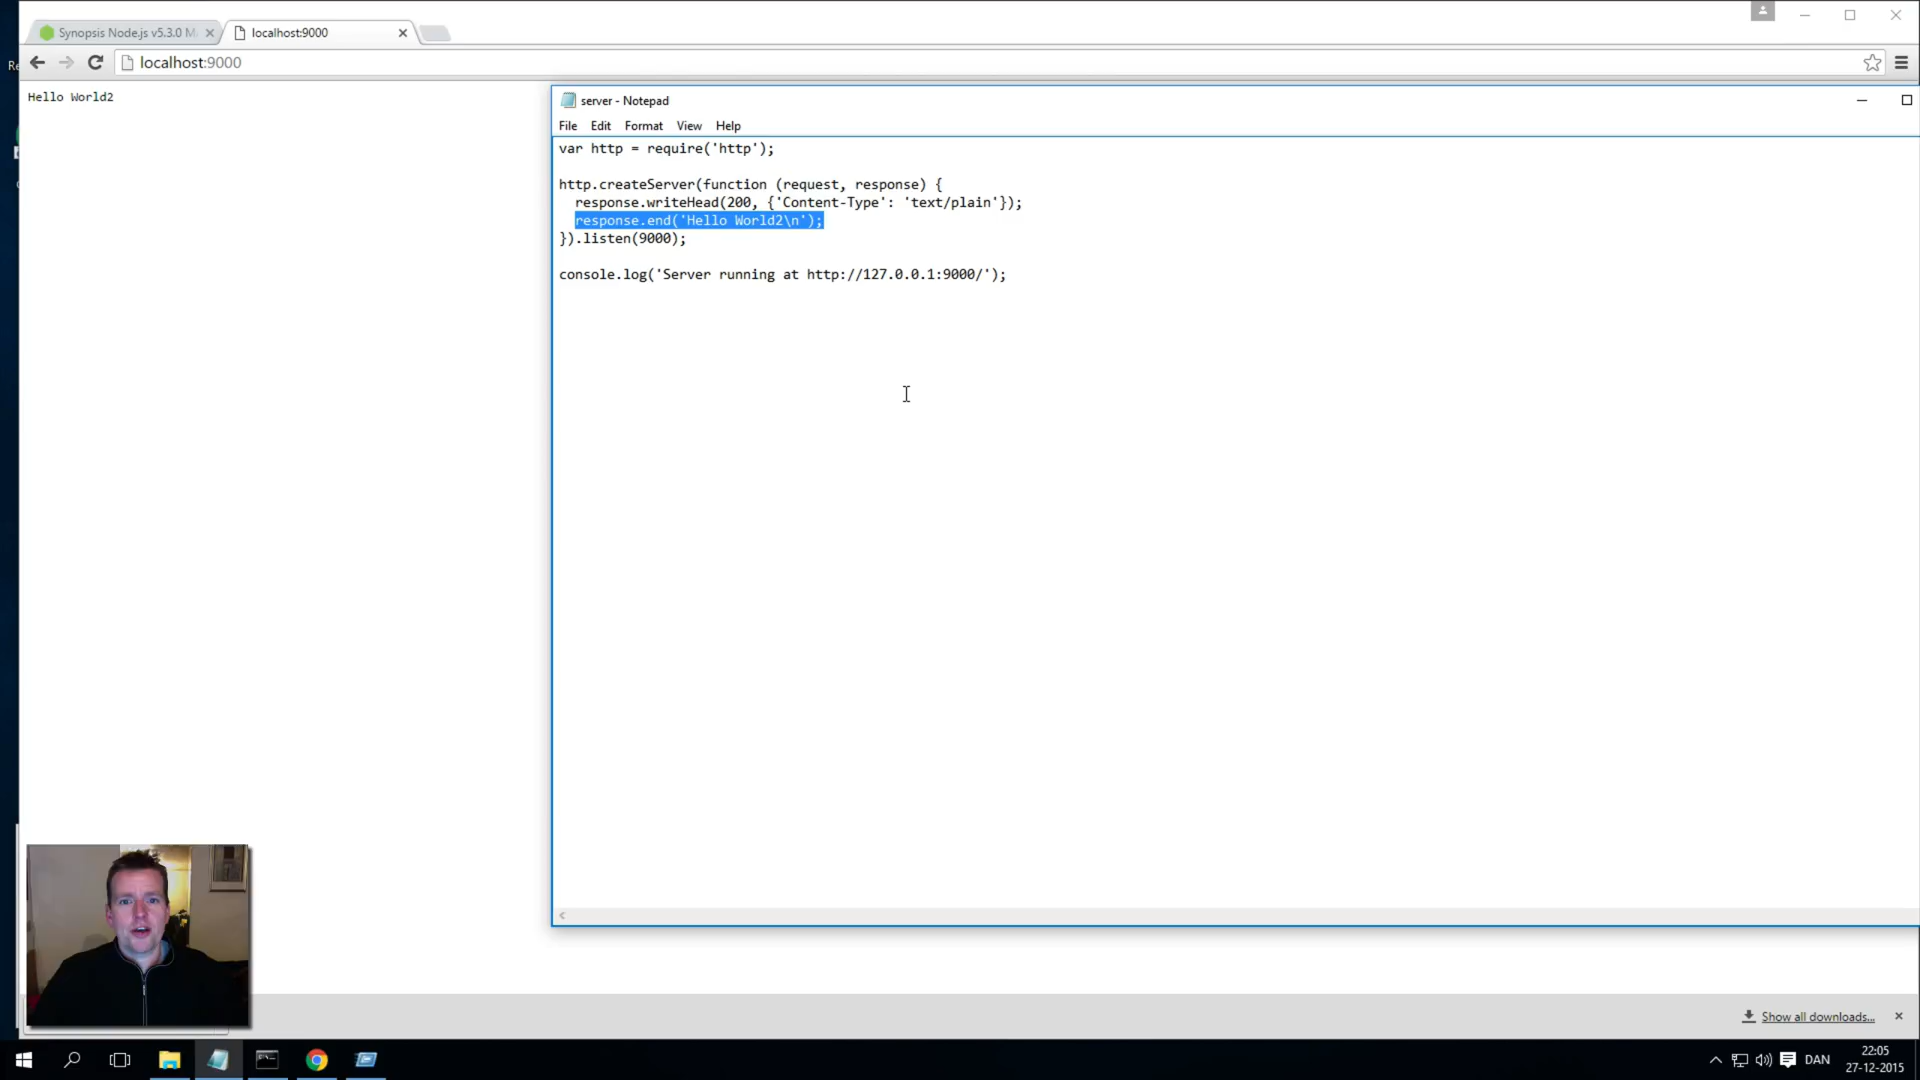 Synopsis Node.js v5.3.0 M
localhost:9000
localhost:9000
Hello World2
server - Notepad
File Edit Format View Help
var http = require('http');
http.createServer(function (request, response) {
response.writeHead(200, {'Content-Type': 'text/plain'});
response.end('Hello World2\n');
}).listen(9000);
console.log('Server running at http://127.0.0.1:9000/');
Show all downloads...
DAN
22:05
27-12-2015